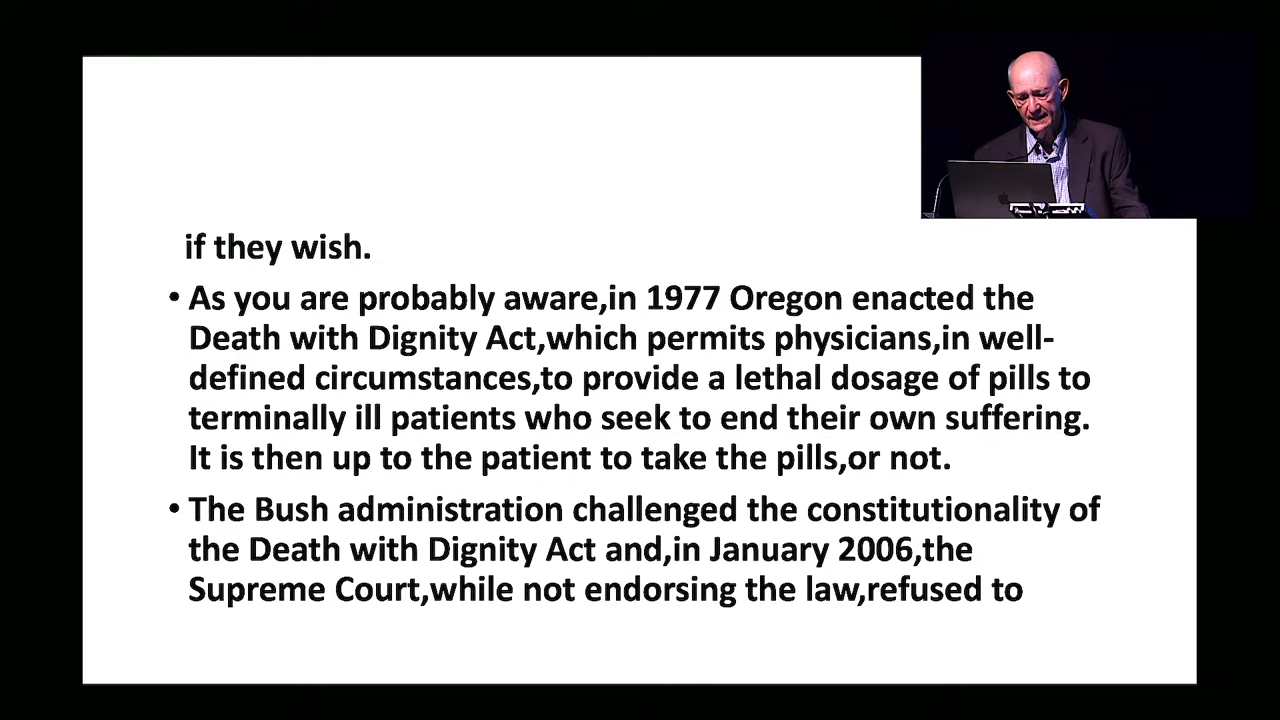 if they wish.
• As you are probably aware,in 1977 Oregon enacted the
Death with Dignity Act,which permits physicians,in well-
defined circumstances,to provide a lethal dosage of pills to
terminally ill patients who seek to end their own suffering.
It is then up to the patient to take the pills,or not.
• The Bush administration challenged the constitutionality of
the Death with Dignity Act and,in January 2006,the
Supreme Court,while not endorsing the law,refused to